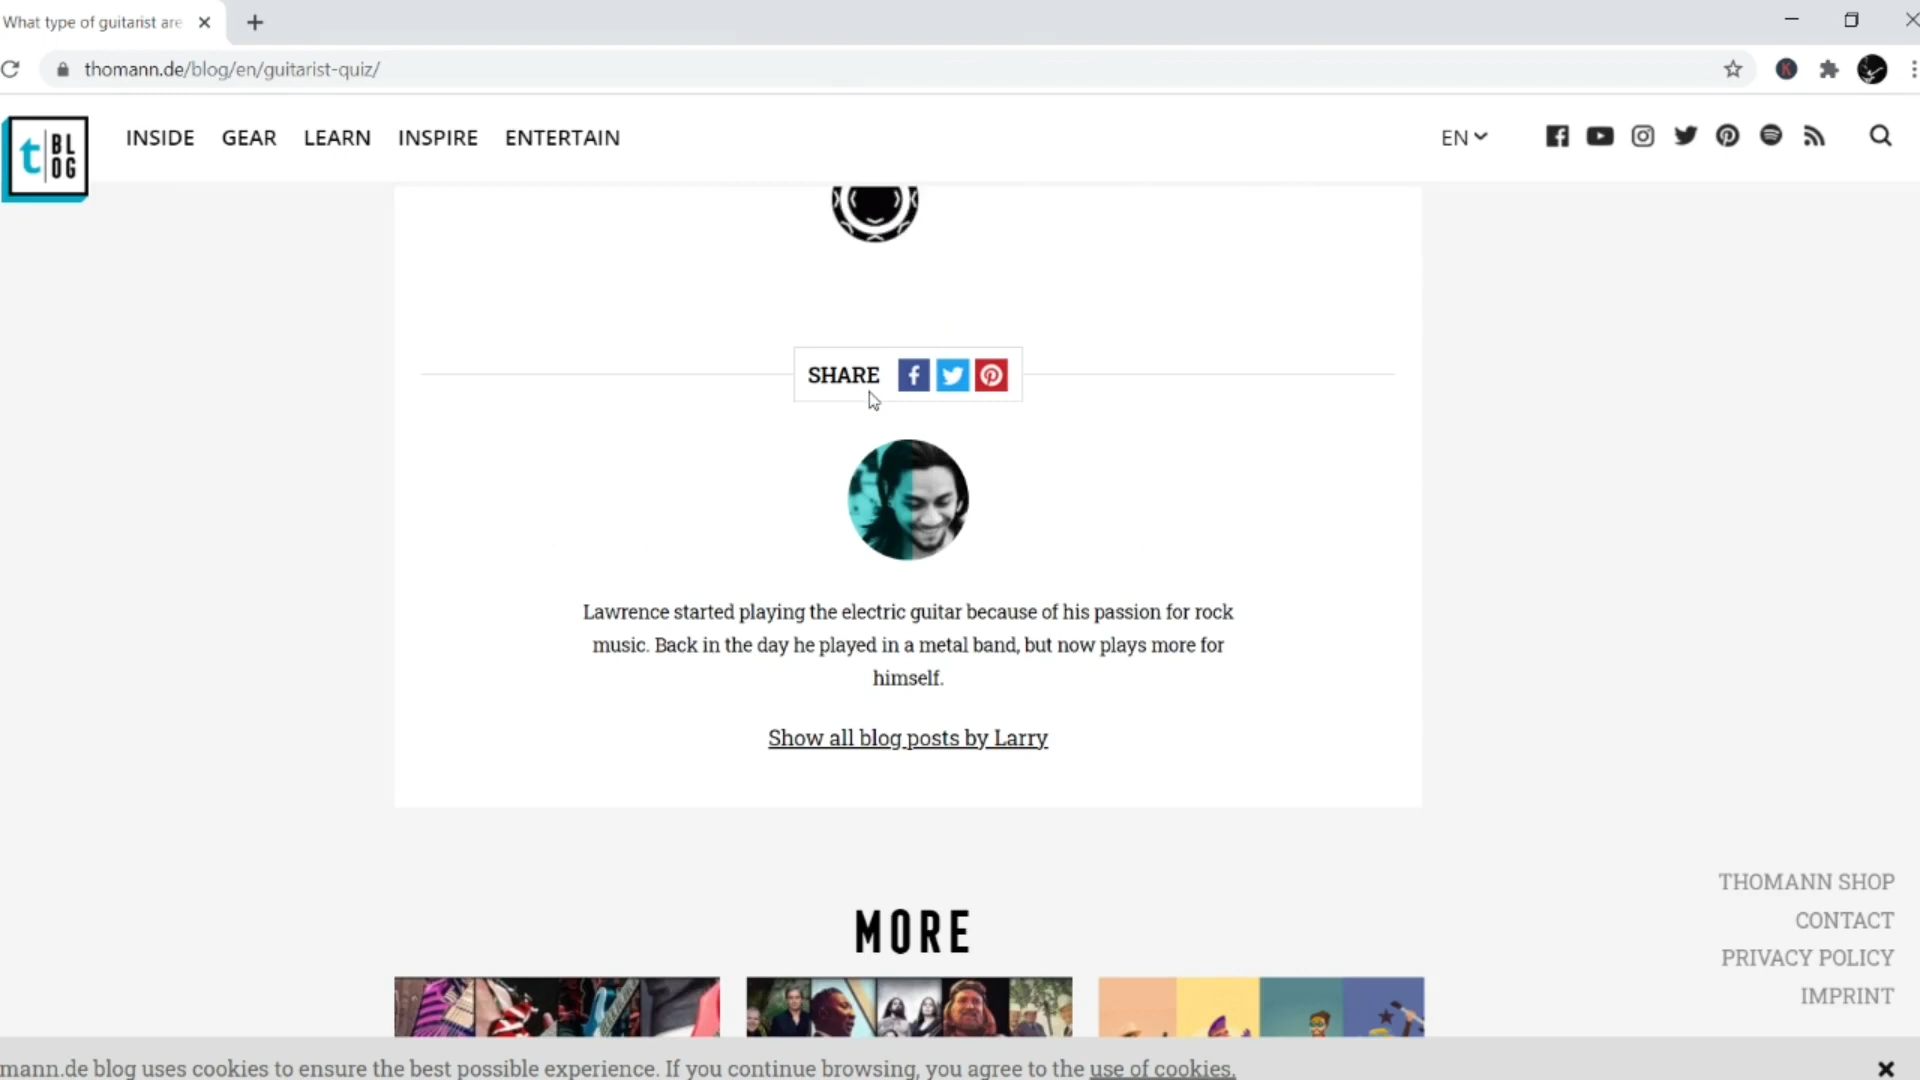 What type of guitarist are
thomann.de/blog/en/guitarist-quiz/
K
t BLOG
INSIDE GEAR LEARN INSPIRE ENTERTAIN
EN
SHARE
Lawrence started playing the electric guitar because of his passion for rock
music. Back in the day he played in a metal band, but now plays more for
himself.
Show all blog posts by Larry
THOMANN SHOP
CONTACT
PRIVACY POLICY
IMPRINT
MORE
mann.de blog uses cookies to ensure the best possible experience. If you continue browsing, you agree to the use of cookies.